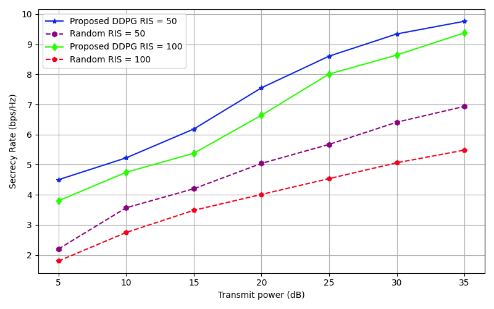 Proposed DDPG RIS = 50
Random RIS = 50
Proposed DDPG RIS = 100
Random RIS = 100
10
9
8
7
6
5
4
3
2
Secrecy Rate (bps/Hz)
5 10 15 20 25 30 35
Transmit power (dB)